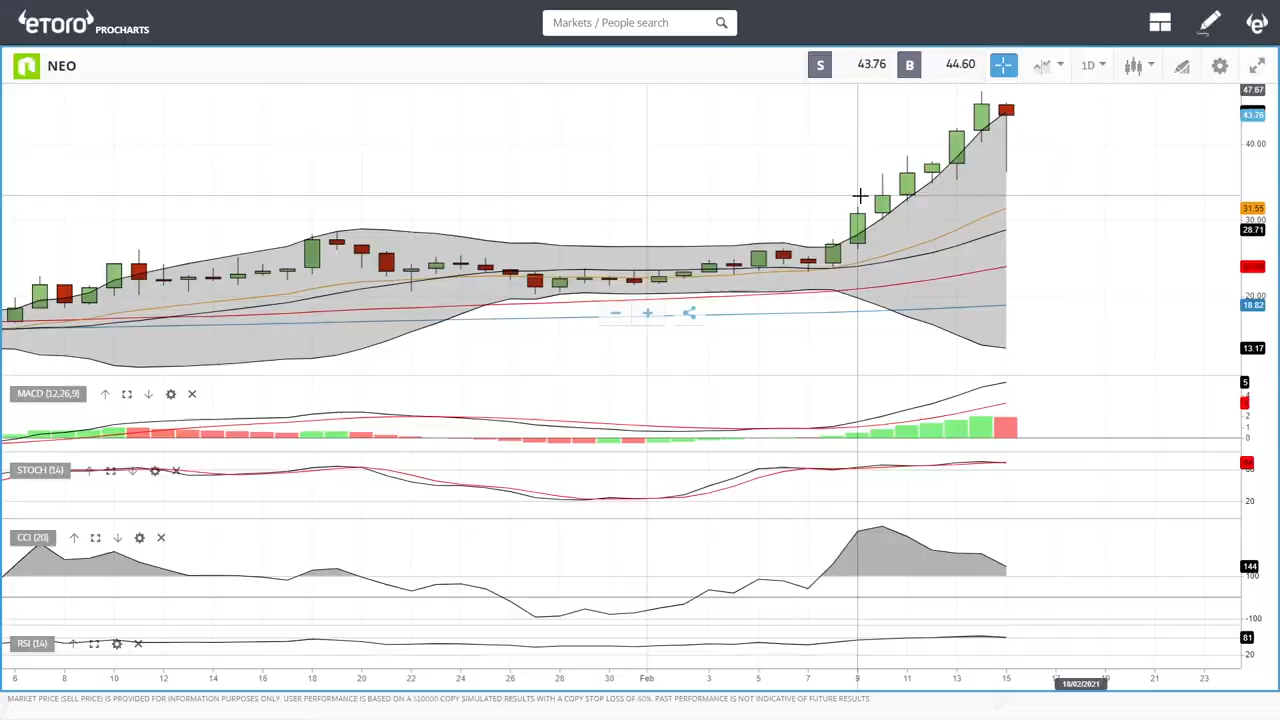 eToro PROCHARTS
Markets / People search
NEO
S 43.76 B 44.60
1D
47.67
43.76
40.00
31.55
30.00
28.71
20.00
18.82
13.17
MACD (12,26,9)
5
2
1
0
STOCH (14)
20
CCI (20)
144
100
-100
RSI (14)
81
20
6 8 10 12 14 16 18 20 22 24 26 28 30 Feb 3 5 7 9 11 13 15 17 21 23
18/02/2021
MARKET PRICE (SELL PRICE) IS PROVIDED FOR INFORMATION PURPOSES ONLY. USER PERFORMANCE IS BASED ON A $10000 COPY SIMULATED RESULTS WITH A COPY STOP LOSS OF 60%. PAST PERFORMANCE IS NOT INDICATIVE OF FUTURE RESULTS.